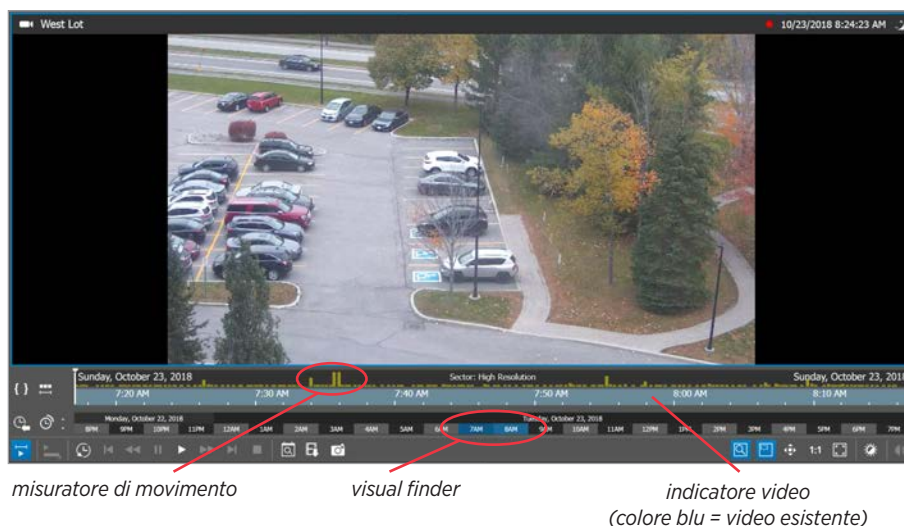 West Lot 10/23/2018 8:24:23 AM
Sunday, October 23, 2018 Sector: High Resolution Sunday, October 23, 201
7:20 AM 7:30 AM 7:40 AM 7:50 AM 8:00 AM 8:10 AM
Monday, October 22, 2018 Tuesday, October 23, 2018
8PM 9PM 10PM 11PM 12AM 1AM 2AM 3AM 4AM 5AM 6AM 7AM 8AM 9AM 10AM 11AM 12PM 1PM 2PM 3PM 4PM 5PM 6PM 7PM
1:1
misuratore di movimento visual finder indicatore video
(colore blu = video esistente)